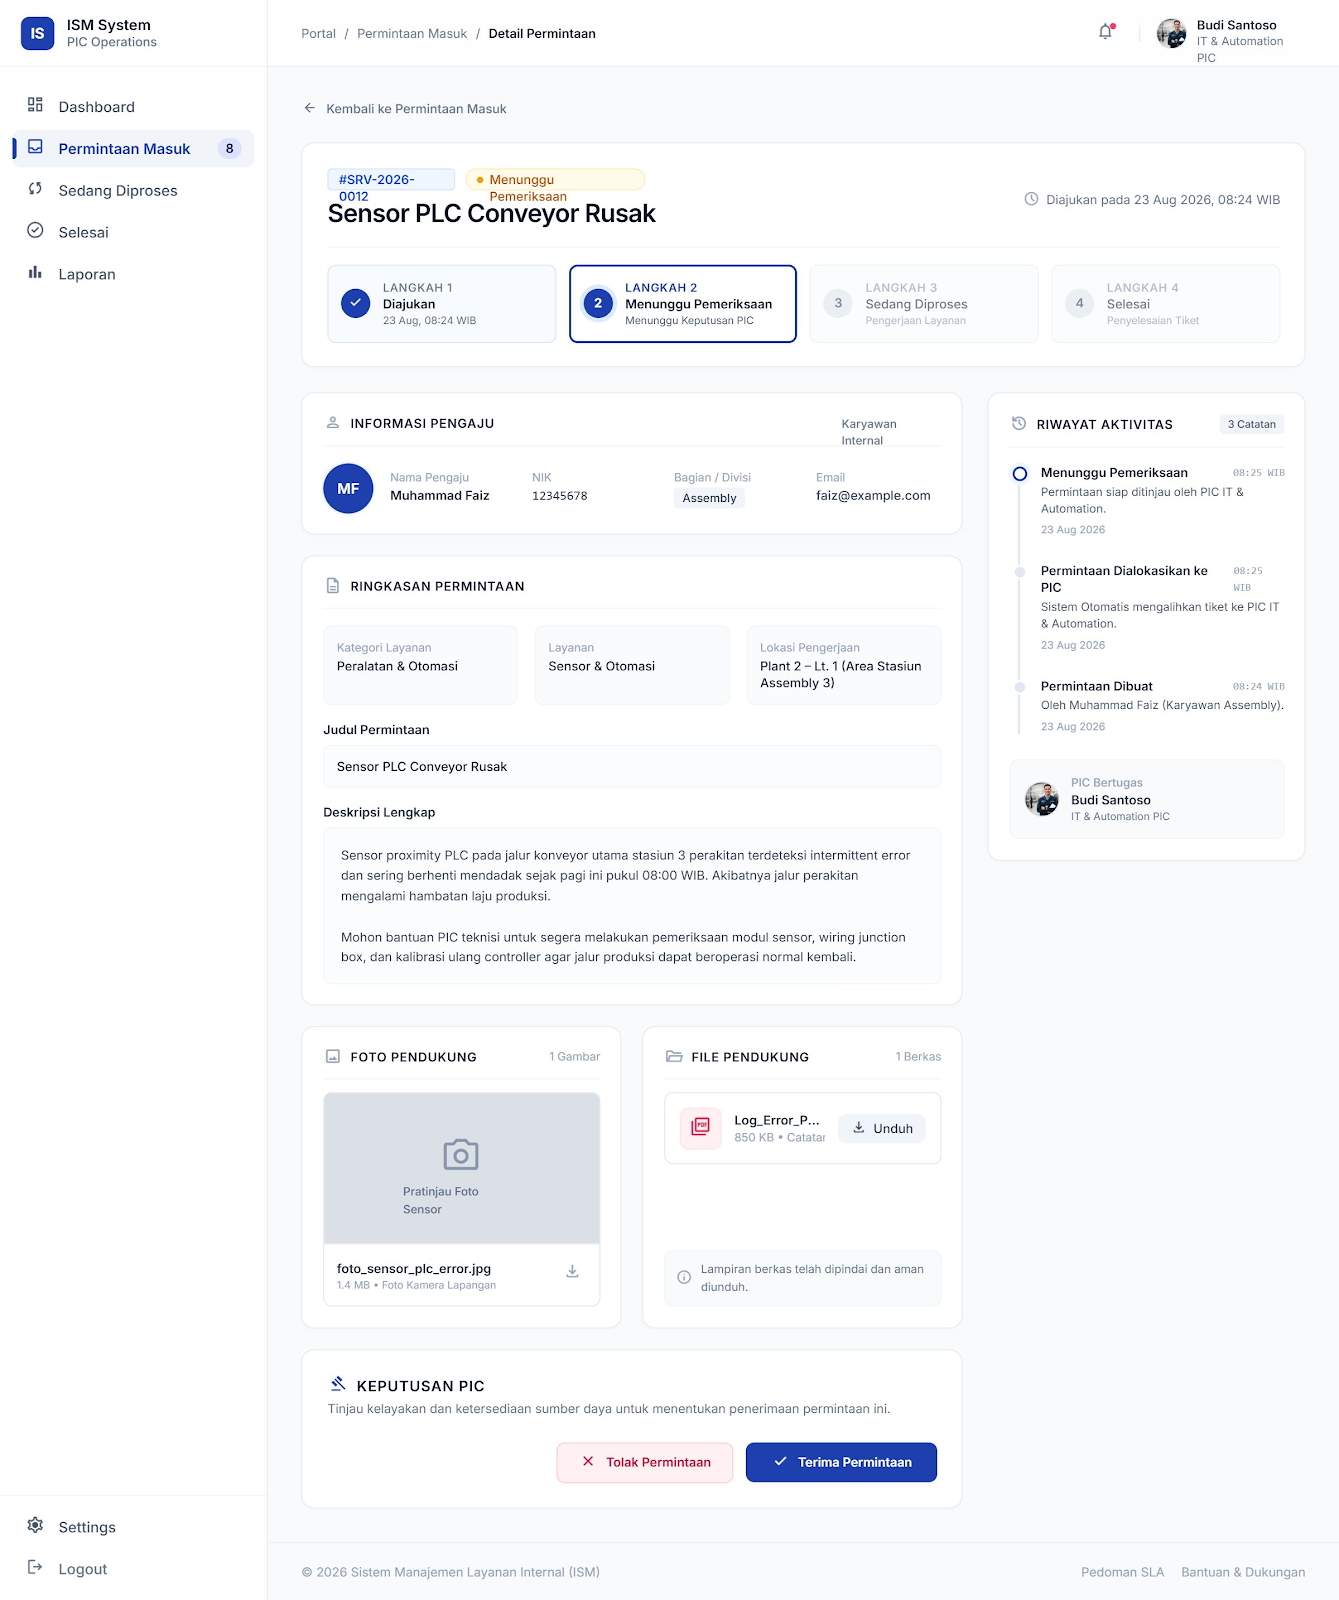 IS
ISM System
PIC Operations
Dashboard
Permintaan Masuk 8
Sedang Diproses
Selesai
Laporan
Settings
Logout
Portal / Permintaan Masuk / Detail Permintaan
Budi Santoso
IT & Automation
PIC
Kembali ke Permintaan Masuk
#SRV-2026-
0012
Menunggu
Pemeriksaan
Sensor PLC Conveyor Rusak
Diajukan pada 23 Aug 2026, 08:24 WIB
LANGKAH 1
Diajukan
23 Aug, 08:24 WIB
2
LANGKAH 2
Menunggu Pemeriksaan
Menunggu Keputusan PIC
3
LANGKAH 3
Sedang Diproses
Pengerjaan Layanan
4
LANGKAH 4
Selesai
Penyelesaian Tiket
INFORMASI PENGAJU
Karyawan
Internal
MF
Nama Pengaju
Muhammad Faiz
NIK
12345678
Bagian / Divisi
Assembly
Email
faiz@example.com
RINGKASAN PERMINTAAN
Kategori Layanan
Peralatan & Otomasi
Layanan
Sensor & Otomasi
Lokasi Pengerjaan
Plant 2 – Lt. 1 (Area Stasiun
Assembly 3)
Judul Permintaan
Sensor PLC Conveyor Rusak
Deskripsi Lengkap
Sensor proximity PLC pada jalur konveyor utama stasiun 3 perakitan terdeteksi intermittent error
dan sering berhenti mendadak sejak pagi ini pukul 08:00 WIB. Akibatnya jalur perakitan
mengalami hambatan laju produksi.
Mohon bantuan PIC teknisi untuk segera melakukan pemeriksaan modul sensor, wiring junction
box, dan kalibrasi ulang controller agar jalur produksi dapat beroperasi normal kembali.
FOTO PENDUKUNG
1 Gambar
Pratinjau Foto
Sensor
foto_sensor_plc_error.jpg
1.4 MB • Foto Kamera Lapangan
FILE PENDUKUNG
1 Berkas
PDF
Log_Error_P...
850 KB • Catatar
Unduh
Lampiran berkas telah dipindai dan aman
diunduh.
KEPUTUSAN PIC
Tinjau kelayakan dan ketersediaan sumber daya untuk menentukan penerimaan permintaan ini.
Tolak Permintaan
Terima Permintaan
RIWAYAT AKTIVITAS
3 Catatan
Menunggu Pemeriksaan
08:25 WIB
Permintaan siap ditinjau oleh PIC IT &
Automation.
23 Aug 2026
Permintaan Dialokasikan ke
PIC
08:25
WIB
Sistem Otomatis mengalihkan tiket ke PIC IT
& Automation.
23 Aug 2026
Permintaan Dibuat
08:24 WIB
Oleh Muhammad Faiz (Karyawan Assembly).
23 Aug 2026
PIC Bertugas
Budi Santoso
IT & Automation PIC
© 2026 Sistem Manajemen Layanan Internal (ISM)
Pedoman SLA
Bantuan & Dukungan